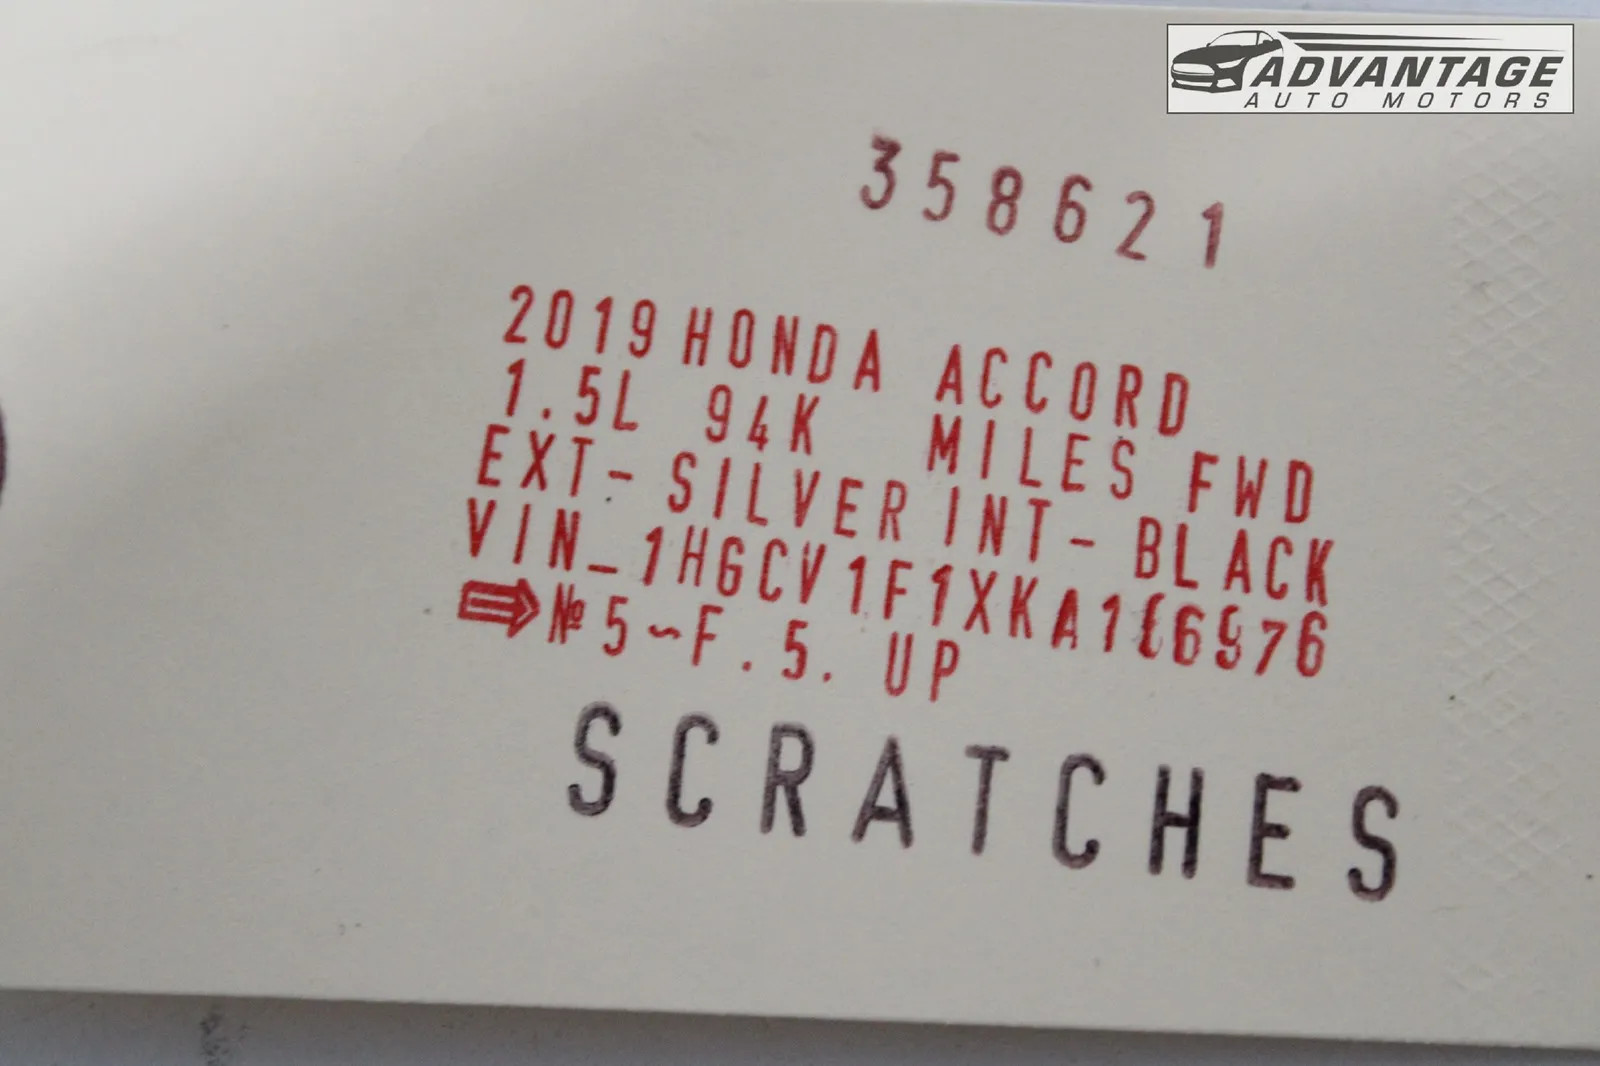 ADVANTAGE
AUTO MOTORS
358621
2019 HONDA ACCORD
1.5L 94K MILES FWD
EXT-SILVER INT-BLACK
№5~F.5. UP
SCRATCHES